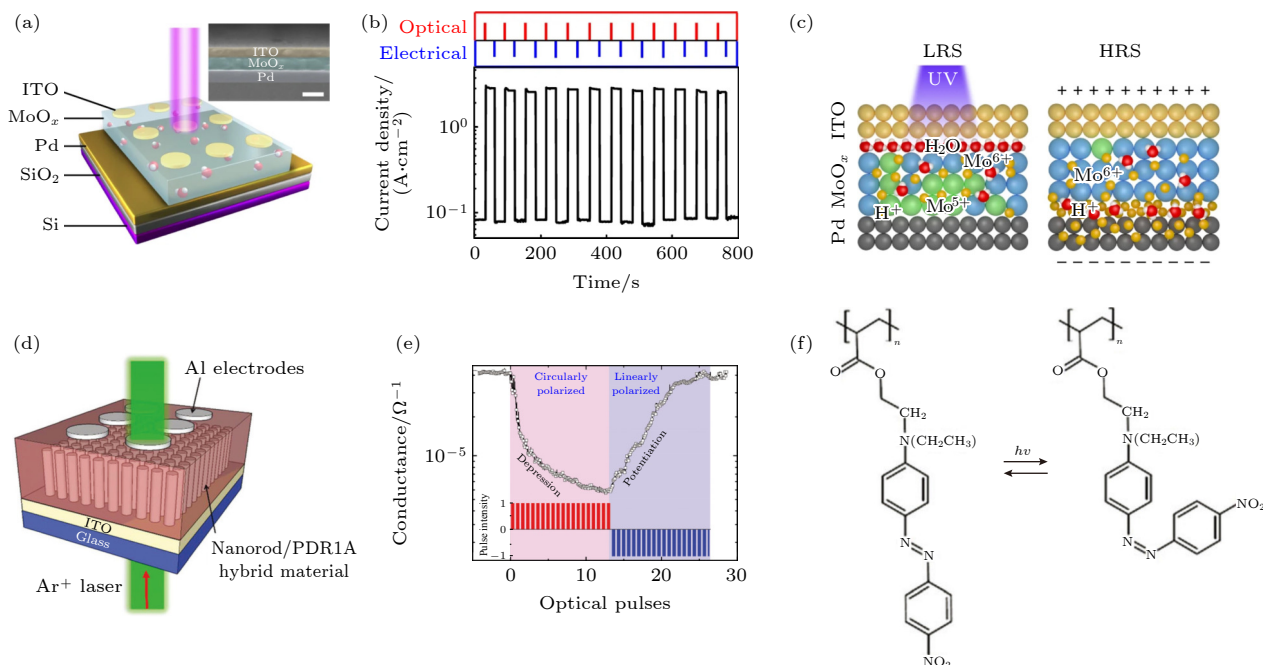 (a)
ITO
MoOₓ
Pd
ITO
MoOₓ
Pd
SiO₂
Si
(b)
Optical
Electrical
Current density/
(A·cm⁻²)
10⁰
10⁻¹
0
200
400
600
800
Time/s
(c)
LRS
HRS
UV
+ + + + + + + + + +
ITO
MoOₓ
Pd
H₂O
Mo⁶⁺
Mo⁵⁺
H⁺
Mo⁶⁺
H⁺
− − − − − − − − − −
(d)
Al electrodes
ITO
Glass
Nanorod/PDR1A
hybrid material
Ar⁺ laser
(e)
Circularly
polarized
Linearly
polarized
Conductance/Ω⁻¹
10⁻⁵
Depression
Potentiation
Pulse intensity
1
0
−1
0
10
20
30
Optical pulses
(f)
n
O
O
CH₂
N(CH₂CH₃)
N
N
NO₂
hν
n
O
O
CH₂
N(CH₂CH₃)
N
N
NO₂